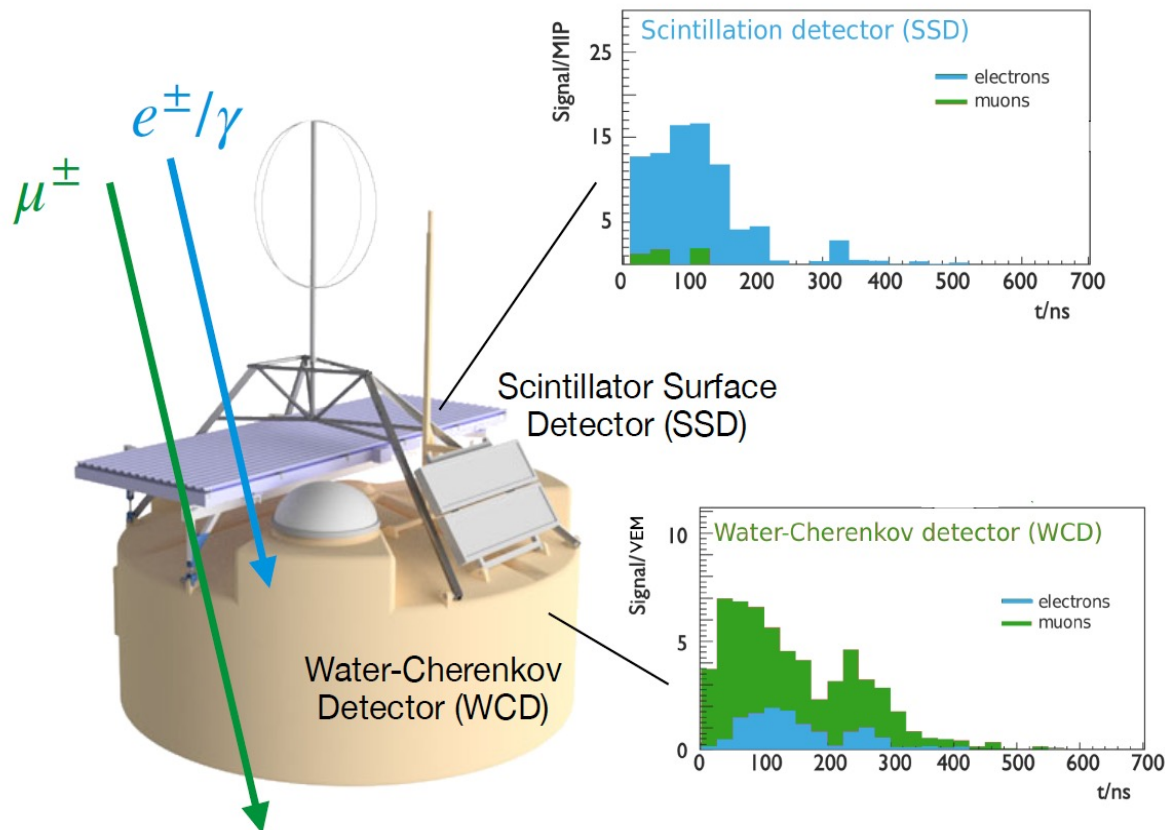 Scintillation detector (SSD)
Signal/MIP
25
15
5
electrons
muons
0 100 200 300 400 500 600 700
t/ns
e±/γ
μ±
Scintillator Surface
Detector (SSD)
Water-Cherenkov detector (WCD)
Signal/VEM
10
5
0
electrons
muons
100 200 300 400 500 600 700
t/ns
Water-Cherenkov
Detector (WCD)